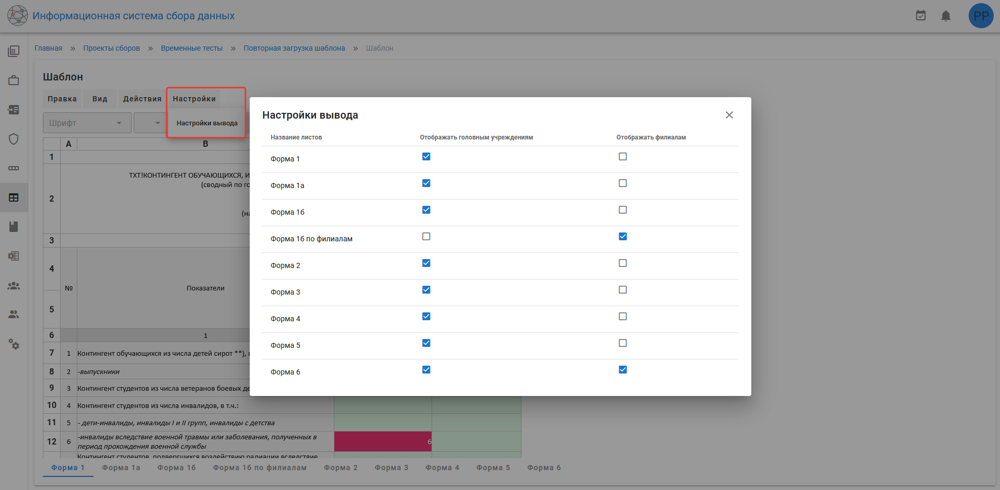 Информационная система сбора данных
PP
Главная » Проекты сборов » Временные тесты » Повторная загрузка шаблона » Шаблон
Шаблон
Правка Вид Действия Настройки
Шрифт
Настройки вывода
A B
1
2
ТХТ!КОНТИНГЕНТ ОБУЧАЮЩИХСЯ, И
(сводный по го
(на
3
4
№ Показатели
5
6 1
7 1 Контингент обучающихся из числа детей сирот **), в
8 2 -выпускники
9 3 Контингент студентов из числа ветеранов боевых де
10 4 Контингент студентов из числа инвалидов, в т.ч.:
11 5 - дети-инвалиды, инвалиды I и II групп, инвалиды с детства
12 6 -инвалиды вследствие военной травмы или заболевания, полученных в
период прохождения военной службы
6
Контингент студентов, подвергшихся воздействию радиации вследствие
Форма 1 Форма 1а Форма 1б Форма 1б по филиалам Форма 2 Форма 3 Форма 4 Форма 5 Форма 6
Настройки вывода
Название листов Отображать головным учреждениям Отображать филиалам
Форма 1
Форма 1а
Форма 1б
Форма 1б по филиалам
Форма 2
Форма 3
Форма 4
Форма 5
Форма 6